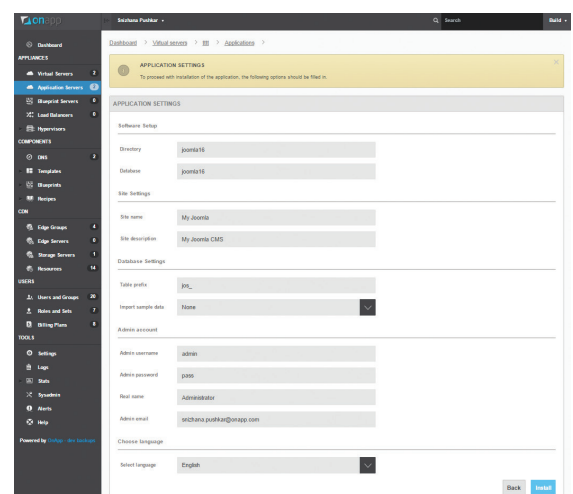 onapp
Snizhana Pushkar
Search
Build
Dashboard
APPLIANCES
Virtual Servers 2
Application Servers 2
Blueprint Servers 0
Load Balancers 0
Hypervisors
COMPONENTS
DNS 2
Templates
Blueprints
Recipes
CDN
Edge Groups 4
Edge Servers 0
Storage Servers 1
Resources 14
USERS
Users and Groups 20
Roles and Sets 7
Billing Plans 8
TOOLS
Settings
Logs
Stats
Sysadmin
Alerts
Help
Powered by OnApp
Dashboard > Virtual servers > > Applications >
APPLICATION SETTINGS
To proceed with installation of the application, the following options should be filled in.
APPLICATION SETTINGS
Software Setup
Directory joomla16
Database joomla16
Site Settings
Site name My Joomla
Site description My Joomla CMS
Database Settings
Table prefix jos_
Import sample data None
Admin account
Admin username admin
Admin password pass
Real name Administrator
Admin email snizhana.pushkar@onapp.com
Choose language
Select language English
Back Install